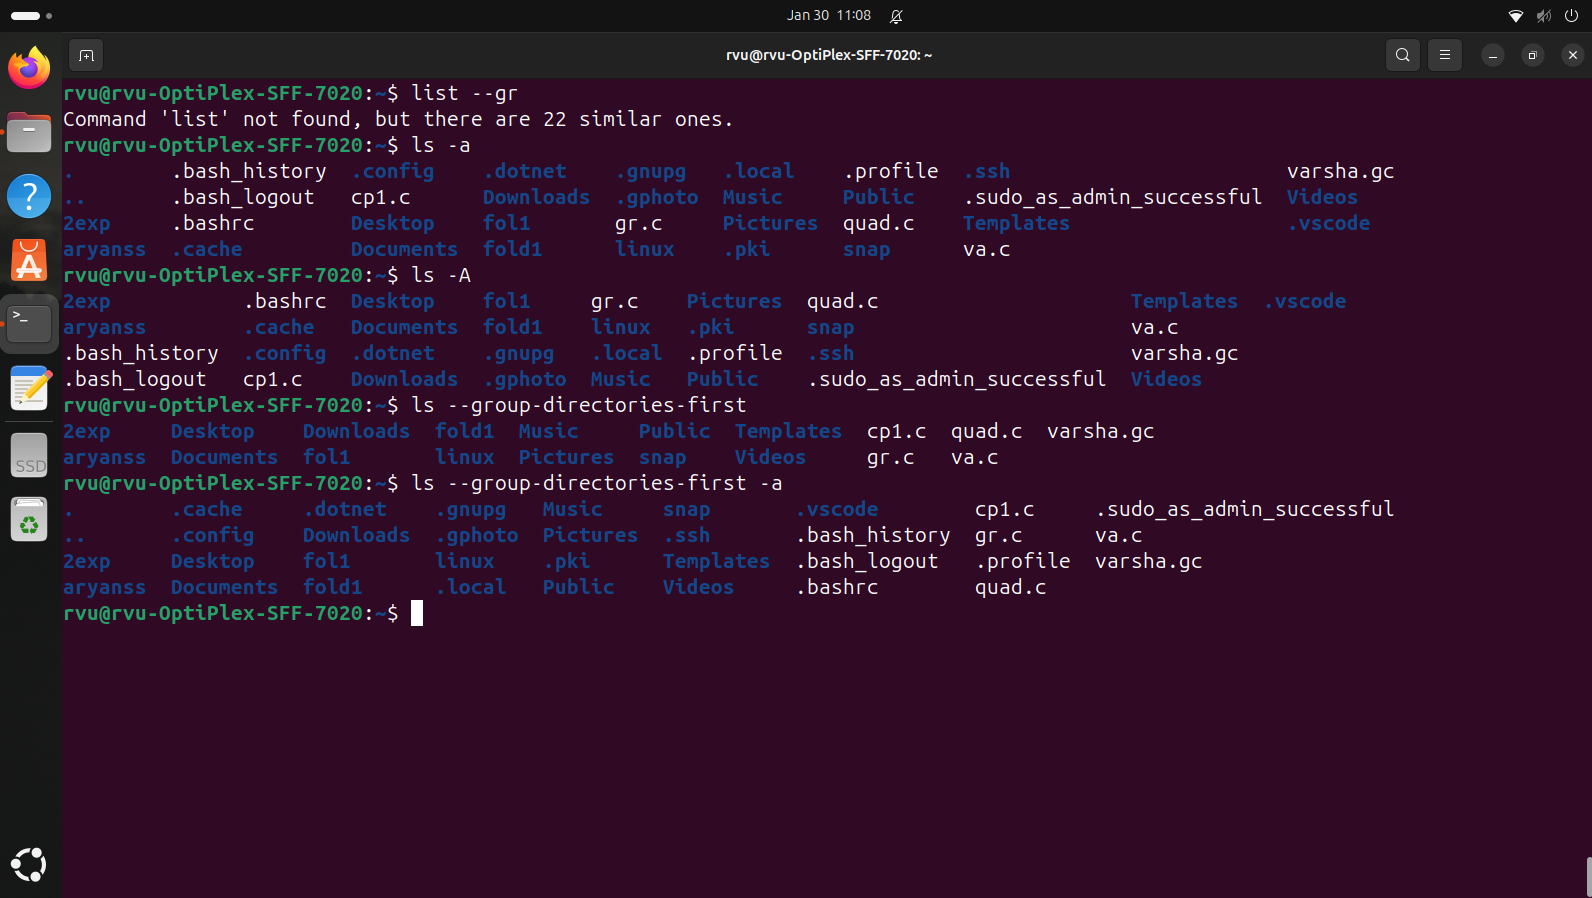 Jan 30 11:08
rvu@rvu-OptiPlex-SFF-7020: ~
rvu@rvu-OptiPlex-SFF-7020:~$ list --gr
Command 'list' not found, but there are 22 similar ones.
rvu@rvu-OptiPlex-SFF-7020:~$ ls -a
. .bash_history .config .dotnet .gnupg .local .profile .ssh varsha.gc
.. .bash_logout cp1.c Downloads .gphoto Music Public .sudo_as_admin_successful Videos
2exp .bashrc Desktop fol1 gr.c Pictures quad.c Templates .vscode
aryanss .cache Documents fold1 linux .pki snap va.c
rvu@rvu-OptiPlex-SFF-7020:~$ ls -A
2exp .bashrc Desktop fol1 gr.c Pictures quad.c Templates .vscode
aryanss .cache Documents fold1 linux .pki snap va.c
.bash_history .config .dotnet .gnupg .local .profile .ssh varsha.gc
.bash_logout cp1.c Downloads .gphoto Music Public .sudo_as_admin_successful Videos
rvu@rvu-OptiPlex-SFF-7020:~$ ls --group-directories-first
2exp Desktop Downloads fold1 Music Public Templates cp1.c quad.c varsha.gc
aryanss Documents fol1 linux Pictures snap Videos gr.c va.c
rvu@rvu-OptiPlex-SFF-7020:~$ ls --group-directories-first -a
. .cache .dotnet .gnupg Music snap .vscode cp1.c .sudo_as_admin_successful
.. .config Downloads .gphoto Pictures .ssh .bash_history gr.c va.c
2exp Desktop fol1 linux .pki Templates .bash_logout .profile varsha.gc
aryanss Documents fold1 .local Public Videos .bashrc quad.c
rvu@rvu-OptiPlex-SFF-7020:~$
SSD